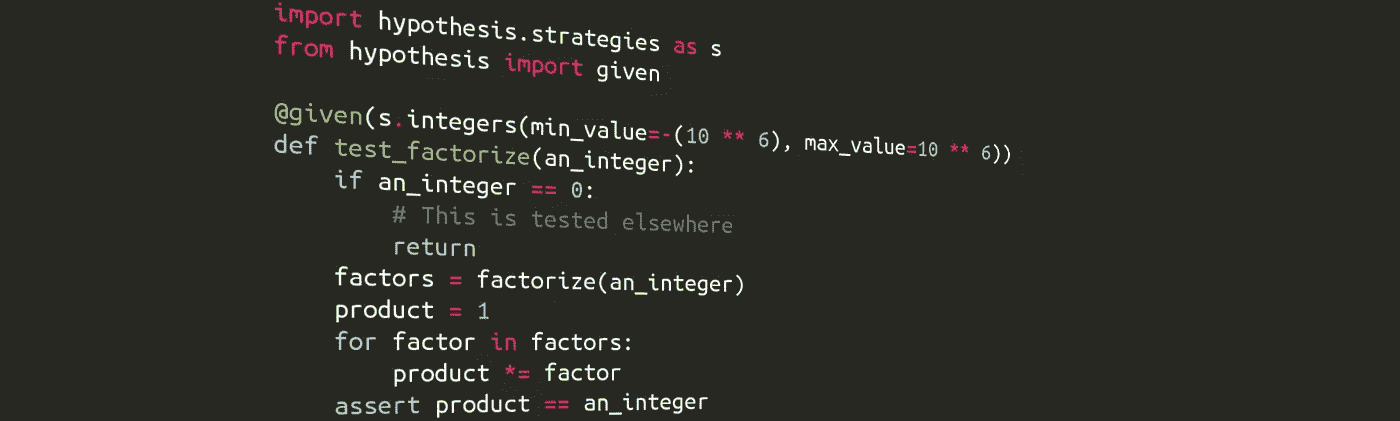 import hypothesis.strategies as s
from hypothesis import given
@given(s.integers(min_value=-(10 ** 6), max_value=10 ** 6))
def test_factorize(an_integer):
    if an_integer == 0:
        # This is tested elsewhere
        return
    factors = factorize(an_integer)
    product = 1
    for factor in factors:
        product *= factor
    assert product == an_integer